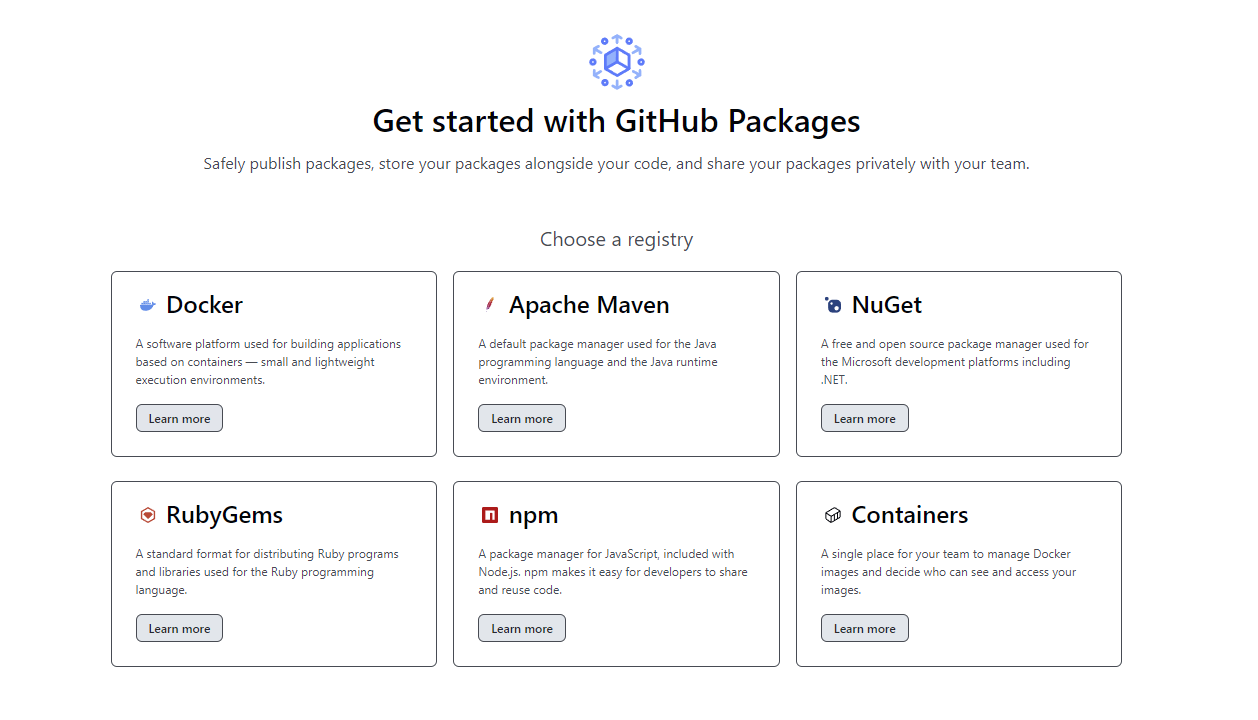 Get started with GitHub Packages
Safely publish packages, store your packages alongside your code, and share your packages privately with your team.
Choose a registry
Docker
A software platform used for building applications
based on containers — small and lightweight
execution environments.
Learn more
Apache Maven
A default package manager used for the Java
programming language and the Java runtime
environment.
Learn more
NuGet
A free and open source package manager used for
the Microsoft development platforms including
.NET.
Learn more
RubyGems
A standard format for distributing Ruby programs
and libraries used for the Ruby programming
language.
Learn more
npm
A package manager for JavaScript, included with
Node.js. npm makes it easy for developers to share
and reuse code.
Learn more
Containers
A single place for your team to manage Docker
images and decide who can see and access your
images.
Learn more